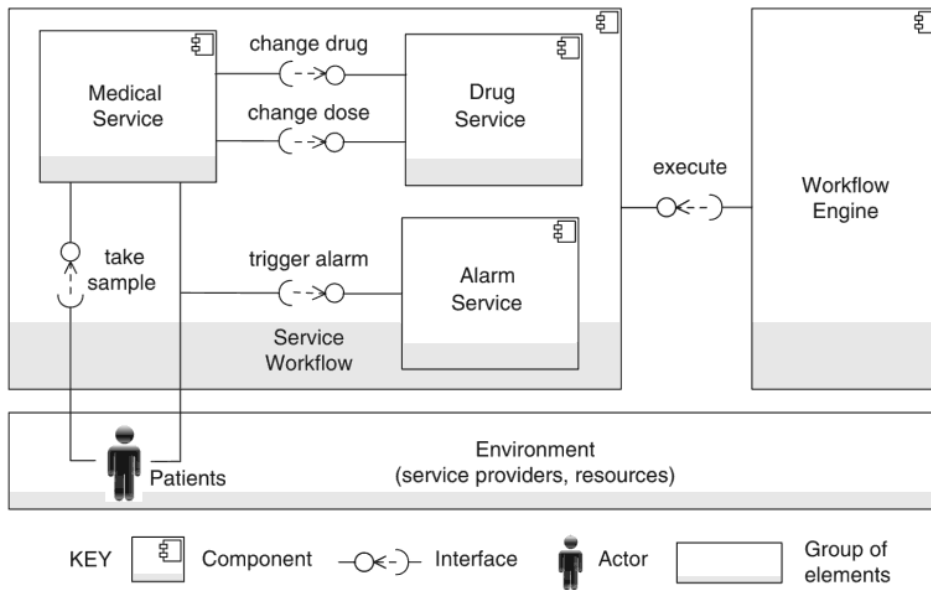 change drug
Medical
Service
Drug
Service
change dose
execute
Workflow
Engine
take
sample
trigger alarm
Alarm
Service
Service
Workflow
Environment
(service providers, resources)
Patients
KEY
Component
Interface
Actor
Group of
elements